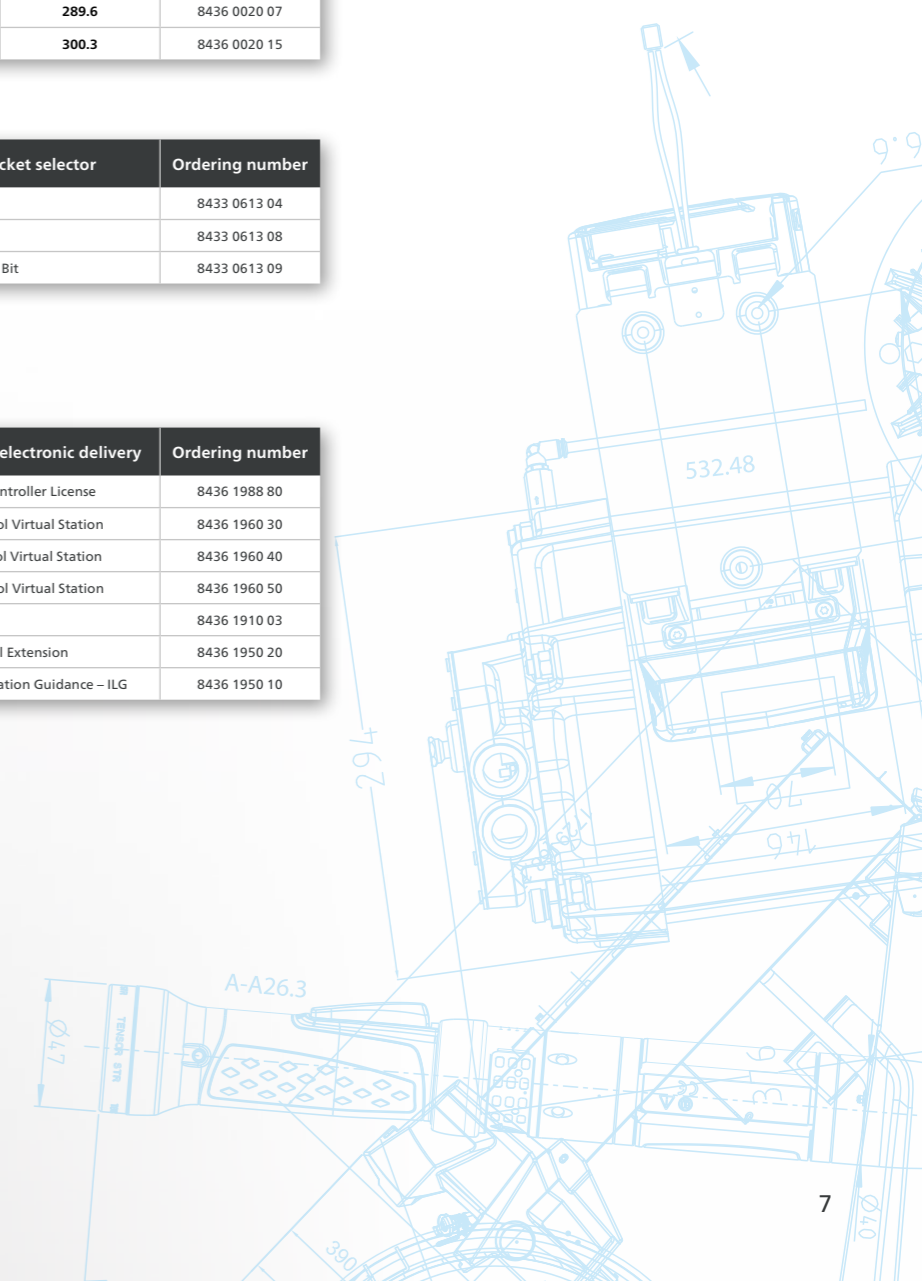 289.6 8436 0020 07
300.3 8436 0020 15
cket selector Ordering number
8433 0613 04
8433 0613 08
Bit 8433 0613 09
electronic delivery Ordering number
ntroller License 8436 1988 80
ol Virtual Station 8436 1960 30
ol Virtual Station 8436 1960 40
ol Virtual Station 8436 1960 50
8436 1910 03
l Extension 8436 1950 20
ation Guidance – ILG 8436 1950 10
532.48
297
70
146
A-A26.3
Ø47
TENSOR STR
390
Ø40
7